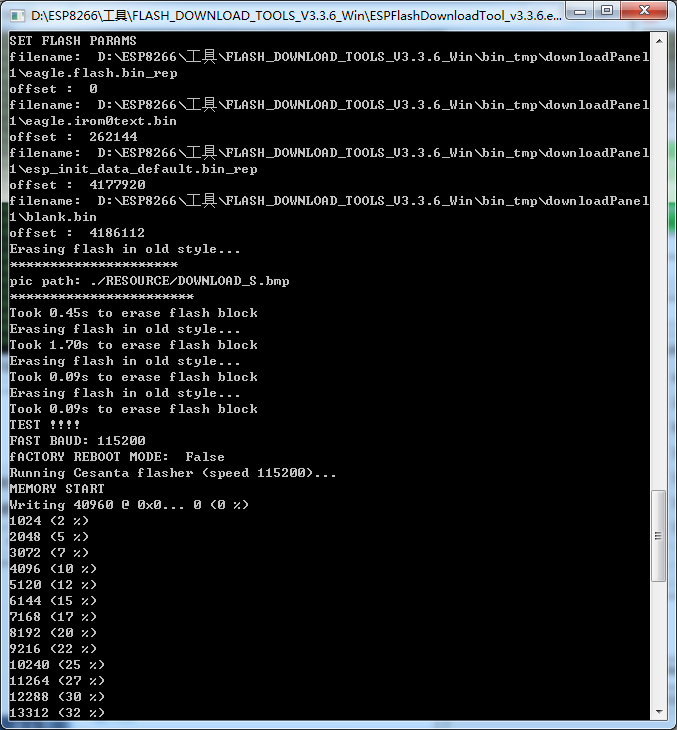 D:\ESP8266\工具\FLASH_DOWNLOAD_TOOLS_V3.3.6_Win\ESPFlashDownloadTool_v3.3.6.e...
SET FLASH PARAMS
filename:  D:\ESP8266\工具\FLASH_DOWNLOAD_TOOLS_V3.3.6_Win\bin_tmp\downloadPanel
1\eagle.flash.bin_rep
offset :  0
filename:  D:\ESP8266\工具\FLASH_DOWNLOAD_TOOLS_V3.3.6_Win\bin_tmp\downloadPanel
1\eagle.irom0text.bin
offset :  262144
filename:  D:\ESP8266\工具\FLASH_DOWNLOAD_TOOLS_V3.3.6_Win\bin_tmp\downloadPanel
1\esp_init_data_default.bin_rep
offset :  4177920
filename:  D:\ESP8266\工具\FLASH_DOWNLOAD_TOOLS_V3.3.6_Win\bin_tmp\downloadPanel
1\blank.bin
offset :  4186112
Erasing flash in old style...
*********************
pic path: ./RESOURCE/DOWNLOAD_S.bmp
***********************
Took 0.45s to erase flash block
Erasing flash in old style...
Took 1.70s to erase flash block
Erasing flash in old style...
Took 0.09s to erase flash block
Erasing flash in old style...
Took 0.09s to erase flash block
TEST !!!!
FAST BAUD: 115200
fACTORY REBOOT MODE:  False
Running Cesanta flasher (speed 115200)...
MEMORY START
Writing 40960 @ 0x0... 0 (0 %)
1024 (2 %)
2048 (5 %)
3072 (7 %)
4096 (10 %)
5120 (12 %)
6144 (15 %)
7168 (17 %)
8192 (20 %)
9216 (22 %)
10240 (25 %)
11264 (27 %)
12288 (30 %)
13312 (32 %)